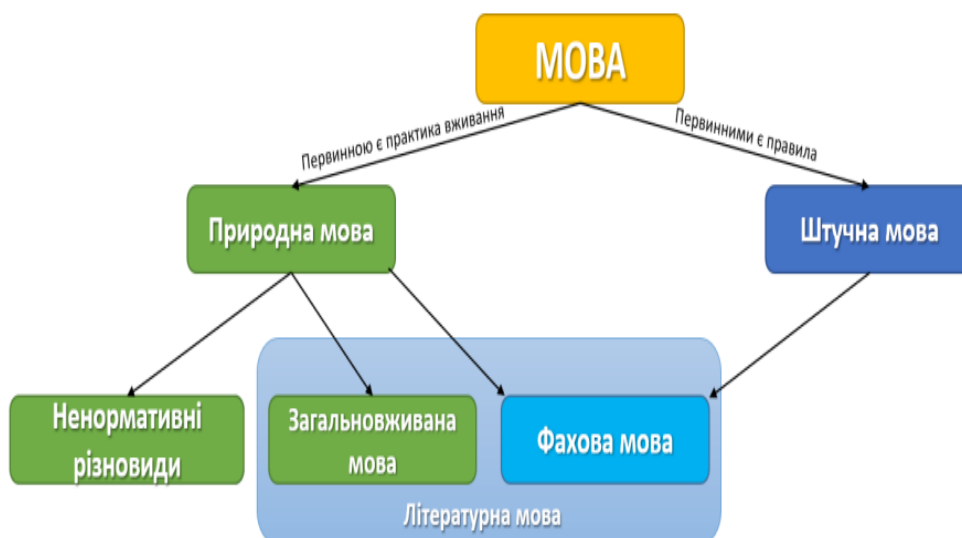 МОВА
Первинною є практика вживання
Первинними є правила
Природна мова
Штучна мова
Ненормативні
різновиди
Загальновживана
мова
Фахова мова
Літературна мова